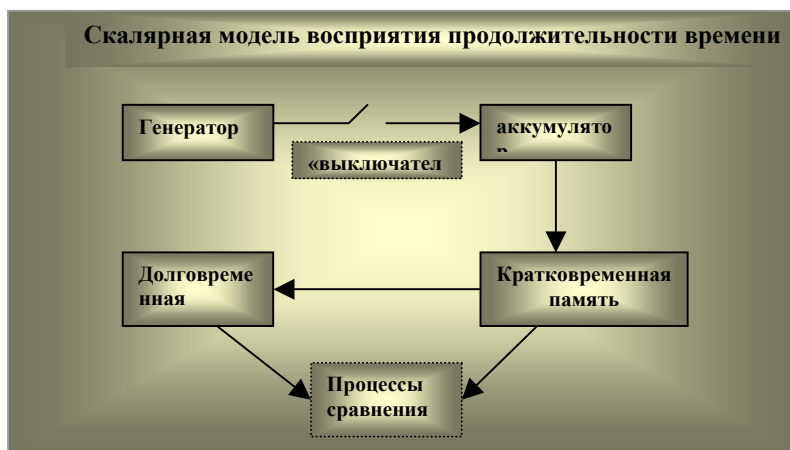 Скалярная модель восприятия продолжительности времени
Генератор
аккумулято
р
«выключател
Долговреме
нная
Кратковременная
память
Процессы
сравнения